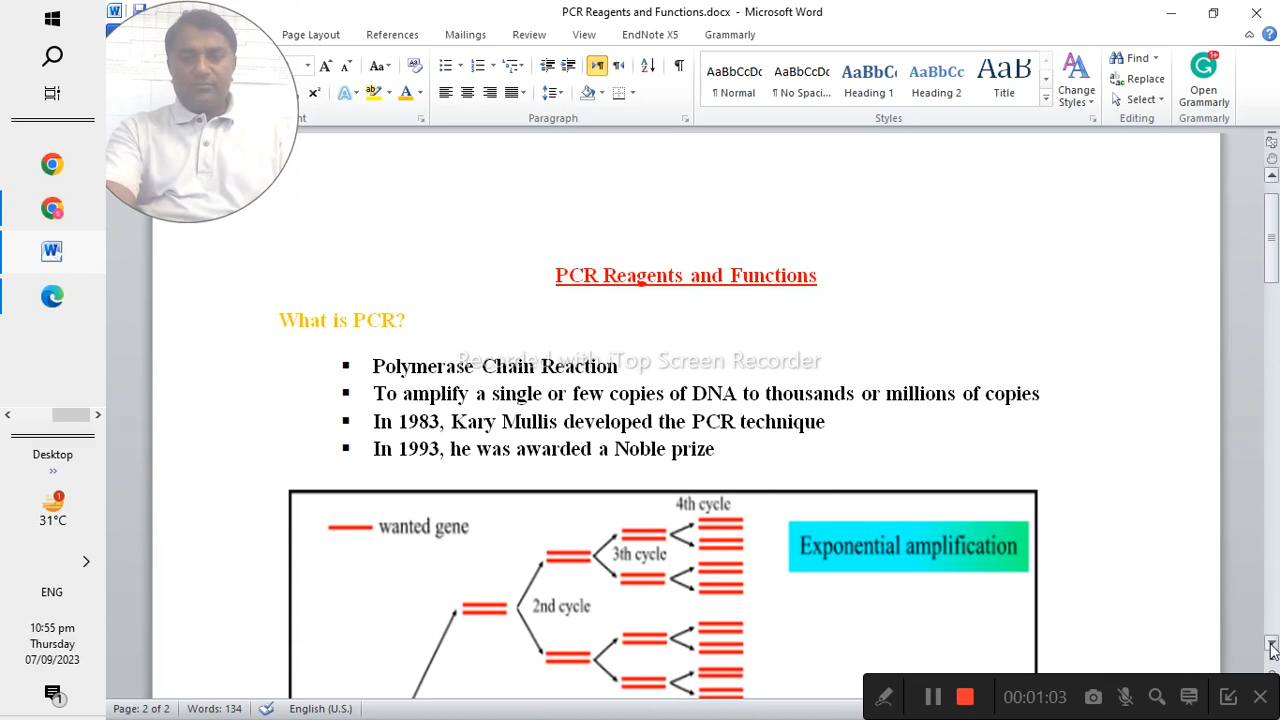 PCR Reagents and Functions.docx - Microsoft Word
Page Layout References Mailings Review View EndNote X5 Grammarly
Aa
AaBbCcDc AaBbCcDc AaBbC AaBbCc AaB
¶ Normal ¶ No Spaci... Heading 1 Heading 2 Title
Change Styles
Find
Replace
Select
Open Grammarly
Paragraph Styles Editing Grammarly
PCR Reagents and Functions
What is PCR?
Polymerase Chain Reaction
Recorded with iTop Screen Recorder
To amplify a single or few copies of DNA to thousands or millions of copies
In 1983, Kary Mullis developed the PCR technique
In 1993, he was awarded a Noble prize
4th cycle
wanted gene
Exponential amplification
3th cycle
2nd cycle
Desktop
31°C
ENG
10:55 pm
Thursday
07/09/2023
1
Page: 2 of 2 Words: 134 English (U.S.)
00:01:03